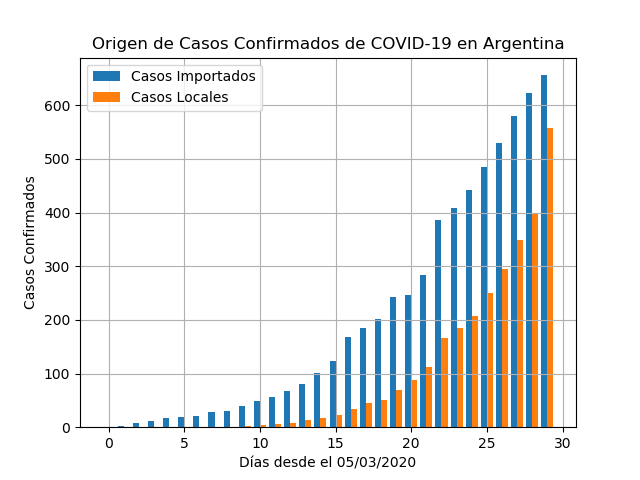 Origen de Casos Confirmados de COVID-19 en Argentina
Casos Importados
Casos Locales
Casos Confirmados
600
500
400
300
200
100
0
0 5 10 15 20 25 30
Días desde el 05/03/2020